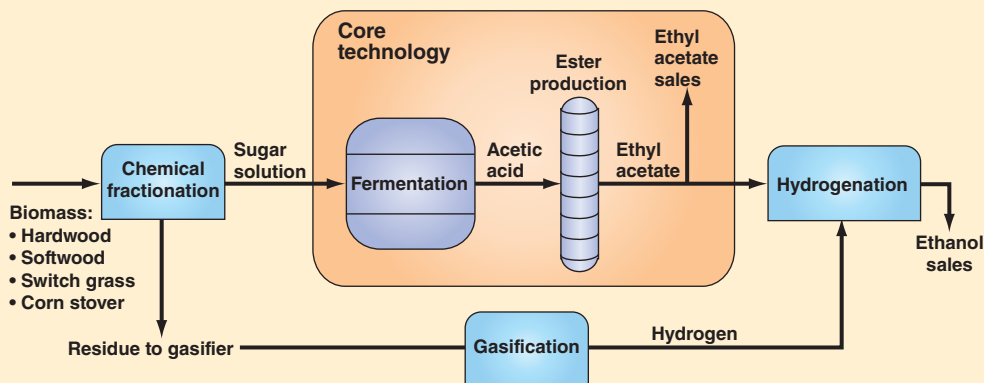 Core
technology
Ethyl
acetate
sales
Ester
production
Chemical
fractionation
Sugar
solution
Fermentation
Acetic
acid
Ethyl
acetate
Hydrogenation
Biomass:
• Hardwood
• Softwood
• Switch grass
• Corn stover
Ethanol
sales
Residue to gasifier
Gasification
Hydrogen